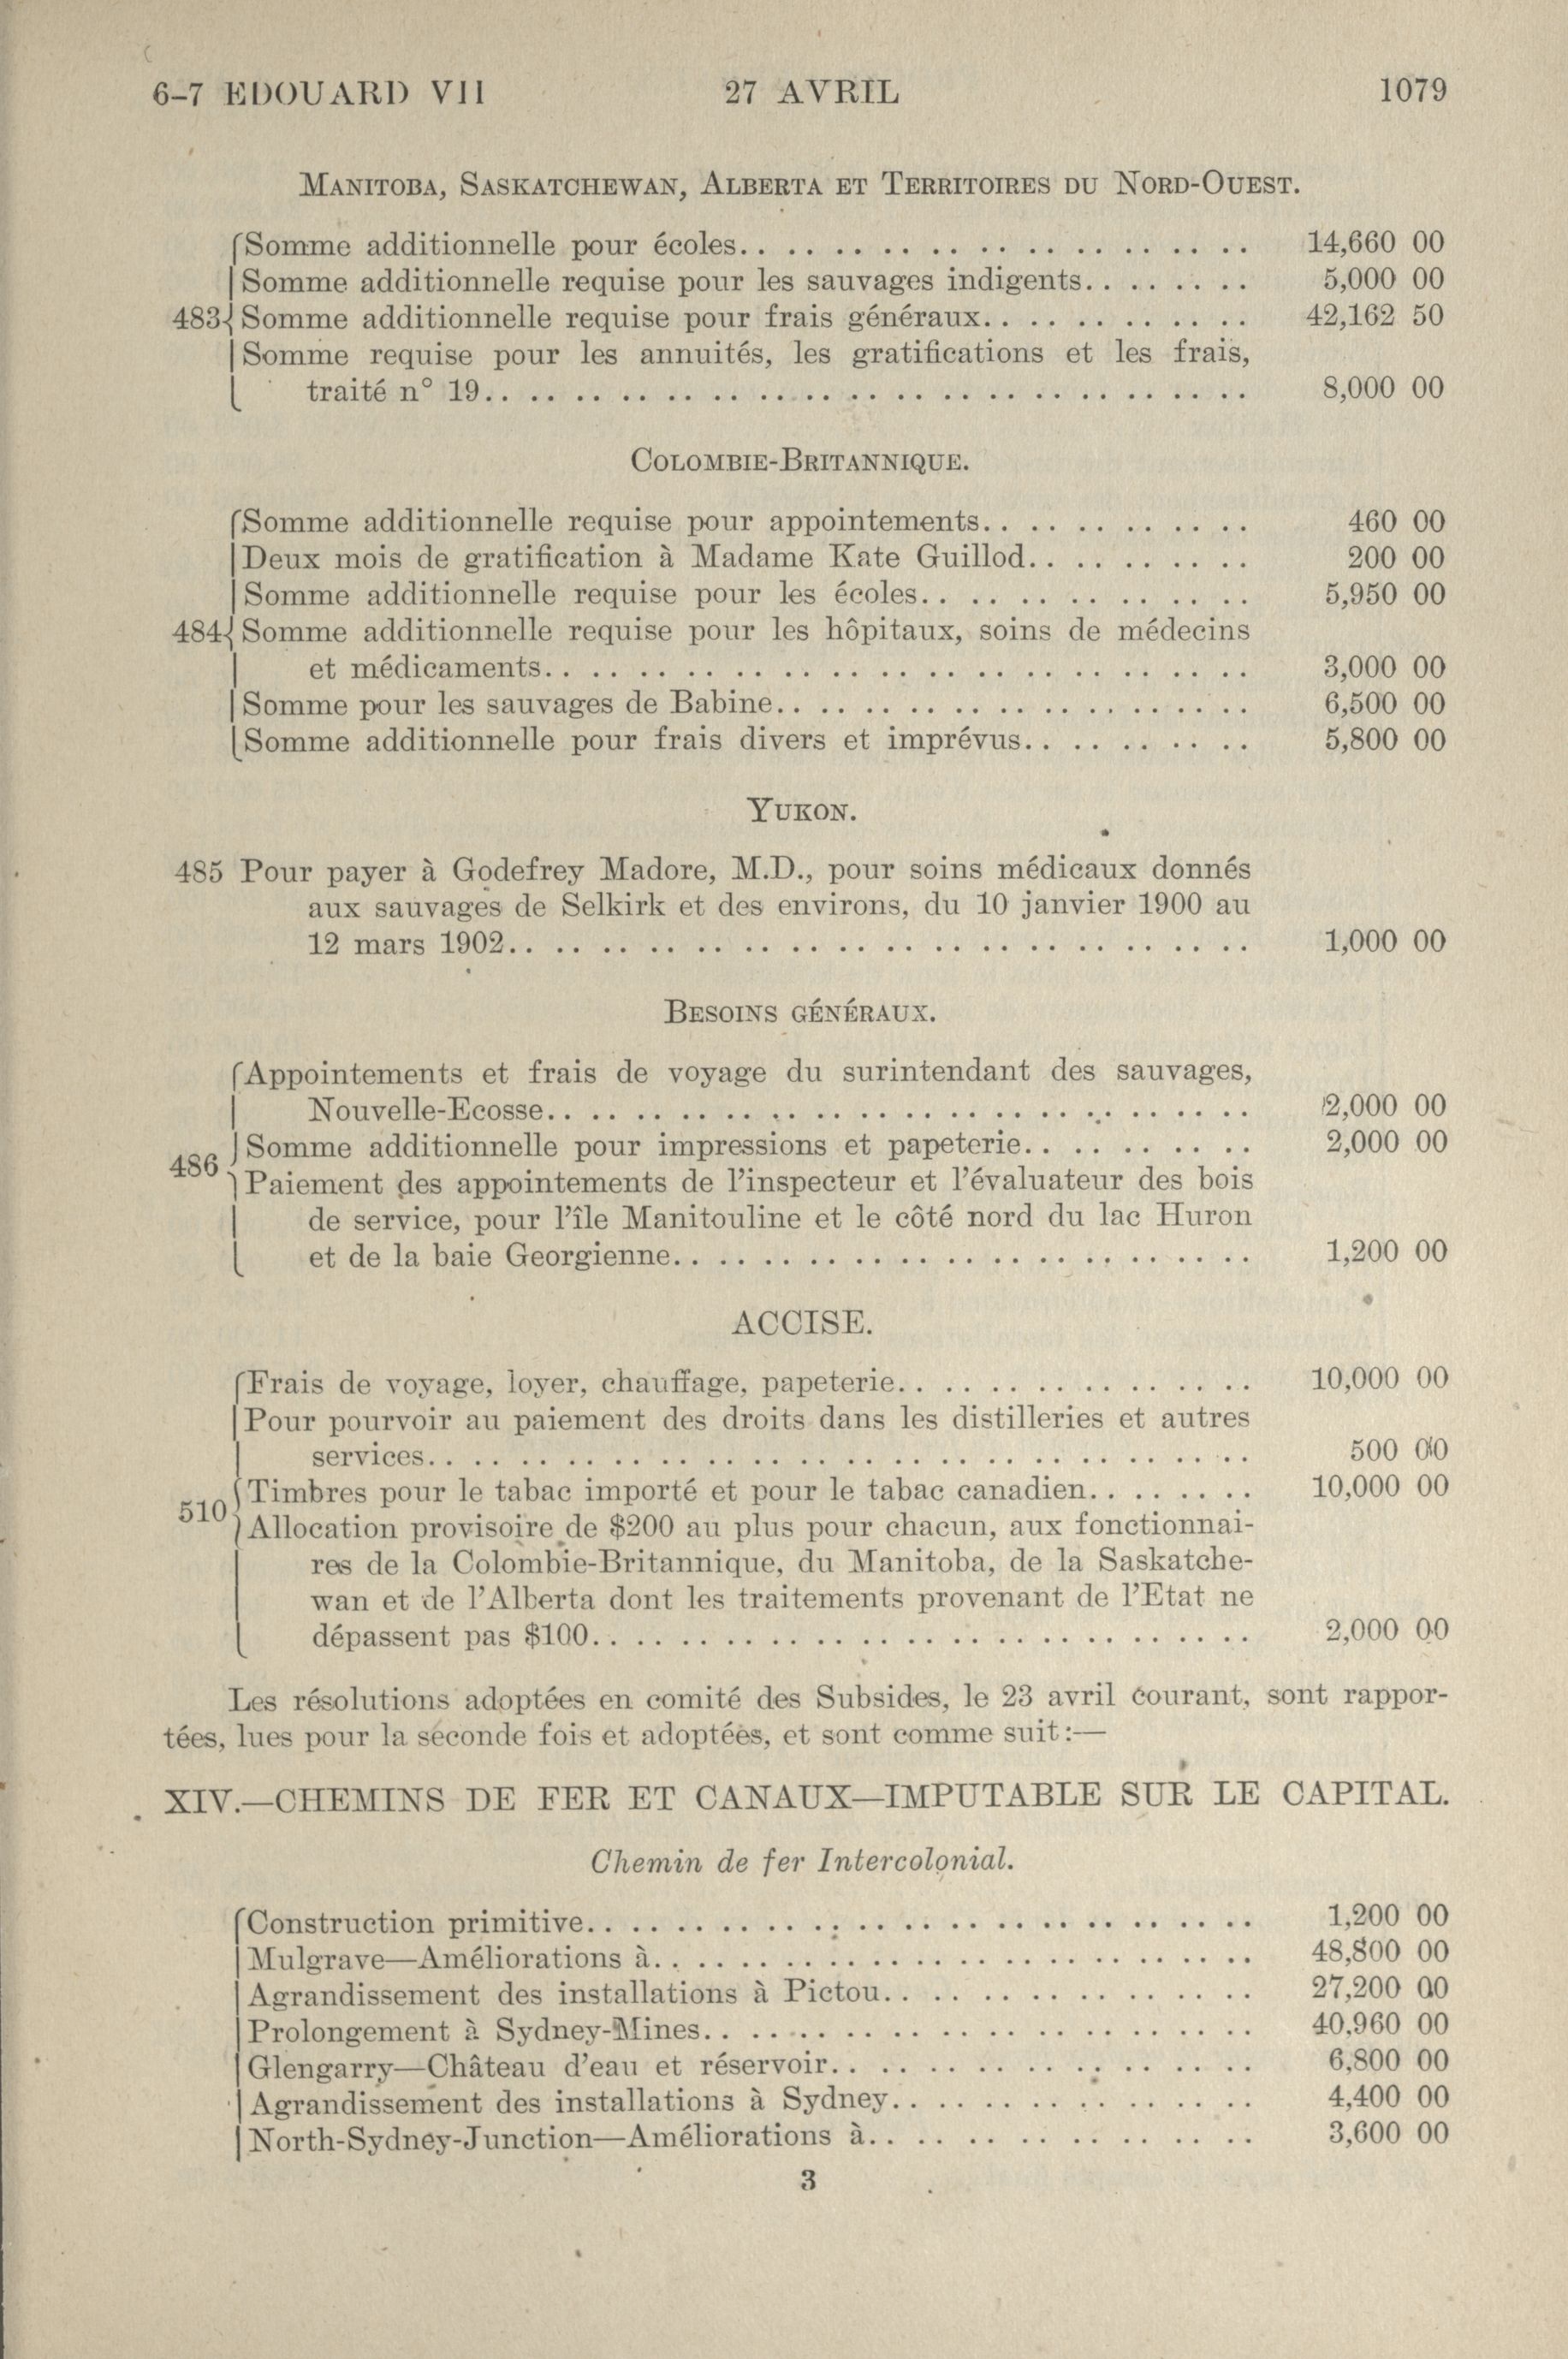 6-7 EDOUARD VII 27 AVRIL 1079
MANITOBA, SASKATCHEWAN, ALBERTA ET TERRITOIRES DU NORD-OUEST.
Somme additionnelle pour écoles.. .. .. .. .. .. .. .. .. .. .. 14,660 00
Somme additionnelle requise pour les sauvages indigents.. .. .. .. 5,000 00
483 Somme additionnelle requise pour frais généraux.. .. .. .. .. .. 42,162 50
Somme requise pour les annuités, les gratifications et les frais,
traité n° 19.. .. .. .. .. .. .. .. .. .. .. .. .. .. .. .. .. 8,000 00
COLOMBIE-BRITANNIQUE.
Somme additionnelle requise pour appointements.. .. .. .. .. .. 460 00
Deux mois de gratification à Madame Kate Guillod.. .. .. .. .. 200 00
Somme additionnelle requise pour les écoles.. .. .. .. .. .. .. 5,950 00
484 Somme additionnelle requise pour les hôpitaux, soins de médecins
et médicaments.. .. .. .. .. .. .. .. .. .. .. .. .. .. .. 3,000 00
Somme pour les sauvages de Babine.. .. .. .. .. .. .. .. .. .. 6,500 00
Somme additionnelle pour frais divers et imprévus.. .. .. .. .. 5,800 00
YUKON.
485 Pour payer à Godefrey Madore, M.D., pour soins médicaux donnés
aux sauvages de Selkirk et des environs, du 10 janvier 1900 au
12 mars 1902.. .. .. .. .. .. .. .. .. .. .. .. .. .. .. .. 1,000 00
BESOINS GÉNÉRAUX.
Appointements et frais de voyage du surintendant des sauvages,
Nouvelle-Ecosse.. .. .. .. .. .. .. .. .. .. .. .. .. .. .. .. 2,000 00
Somme additionnelle pour impressions et papeterie.. .. .. .. .. 2,000 00
486 Paiement des appointements de l'inspecteur et l'évaluateur des bois
de service, pour l'île Manitouline et le côté nord du lac Huron
et de la baie Georgienne.. .. .. .. .. .. .. .. .. .. .. .. .. 1,200 00
ACCISE.
Frais de voyage, loyer, chauffage, papeterie.. .. .. .. .. .. .. .. 10,000 00
Pour pourvoir au paiement des droits dans les distilleries et autres
services.. .. .. .. .. .. .. .. .. .. .. .. .. .. .. .. .. .. 500 00
Timbres pour le tabac importé et pour le tabac canadien.. .. .. .. 10,000 00
510 Allocation provisoire de $200 au plus pour chacun, aux fonctionnai-
res de la Colombie-Britannique, du Manitoba, de la Saskatche-
wan et de l'Alberta dont les traitements provenant de l'Etat ne
dépassent pas $100.. .. .. .. .. .. .. .. .. .. .. .. .. .. .. 2,000 00
Les résolutions adoptées en comité des Subsides, le 23 avril courant, sont rappor-
tées, lues pour la seconde fois et adoptées, et sont comme suit:—
XIV.—CHEMINS DE FER ET CANAUX—IMPUTABLE SUR LE CAPITAL.
Chemin de fer Intercolonial.
Construction primitive.. .. .. .. .. .. .. .. .. .. .. .. .. .. .. 1,200 00
Mulgrave—Améliorations à.. .. .. .. .. .. .. .. .. .. .. .. .. .. 48,800 00
Agrandissement des installations à Pictou.. .. .. .. .. .. .. .. 27,200 00
Prolongement à Sydney-Mines.. .. .. .. .. .. .. .. .. .. .. .. 40,960 00
Glengarry—Château d'eau et réservoir.. .. .. .. .. .. .. .. .. 6,800 00
Agrandissement des installations à Sydney.. .. .. .. .. .. .. .. 4,400 00
North-Sydney-Junction—Améliorations à.. .. .. .. .. .. .. .. .. 3,600 00
3